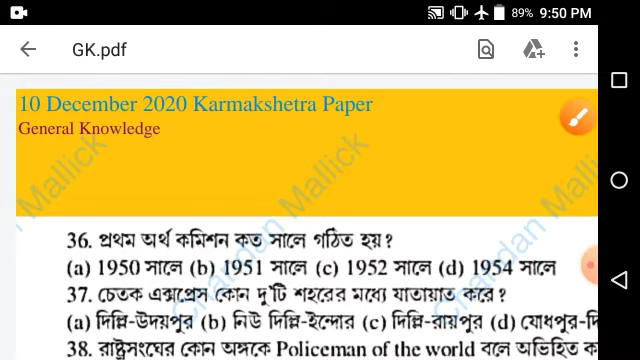 89% 9:50 PM
GK.pdf
10 December 2020 Karmakshetra Paper
General Knowledge
Chandan Mallick
36. প্রথম অর্থ কমিশন কত সালে গঠিত হয়?
(a) 1950 সালে (b) 1951 সালে (c) 1952 সালে (d) 1954 সালে
37. চেতক এক্সপ্রেস কোন দু'টি শহরের মধ্যে যাতায়াত করে?
(a) দিল্লি-উদয়পুর (b) নিউ দিল্লি-ইন্দোর (c) দিল্লি-রায়পুর (d) যোধপুর-দি
38. রাষ্ট্রসংঘের কোন অঙ্গকে Policeman of the world বলে অভিহিত ক